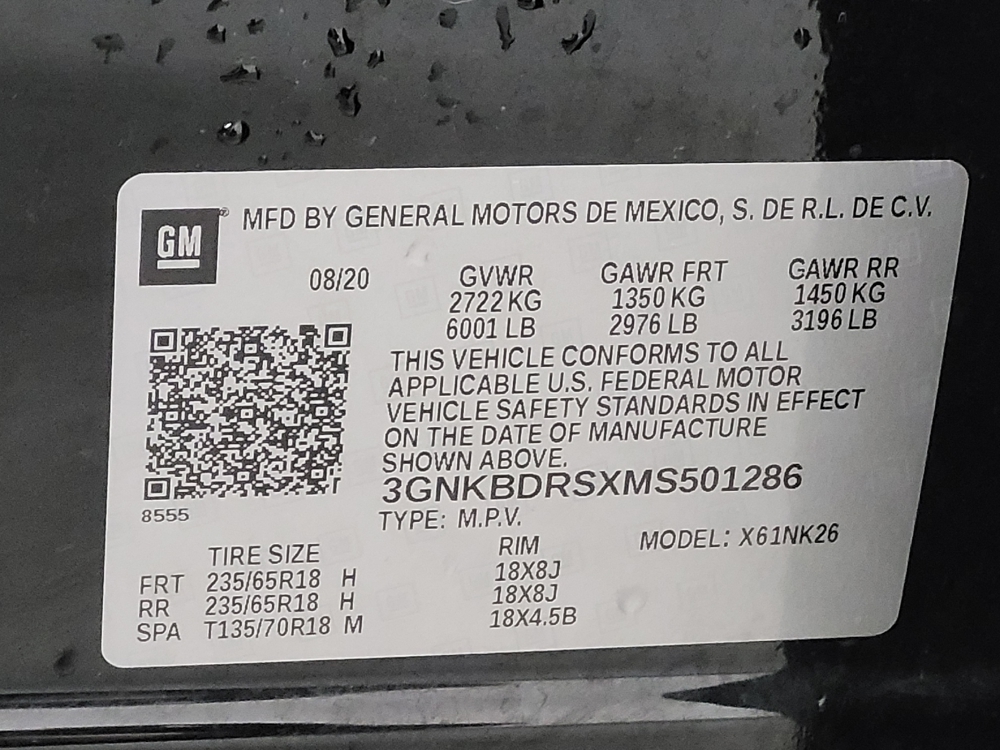 GM® MFD BY GENERAL MOTORS DE MEXICO, S. DE R.L. DE C.V.
08/20 GVWR GAWR FRT GAWR RR
2722 KG 1350 KG 1450 KG
6001 LB 2976 LB 3196 LB
THIS VEHICLE CONFORMS TO ALL
APPLICABLE U.S. FEDERAL MOTOR
VEHICLE SAFETY STANDARDS IN EFFECT
ON THE DATE OF MANUFACTURE
SHOWN ABOVE.
3GNKBDRSXMS501286
8555 TYPE: M.P.V. MODEL: X61NK26
TIRE SIZE RIM
FRT 235/65R18 H 18X8J
RR 235/65R18 H 18X8J
SPA T135/70R18 M 18X4.5B